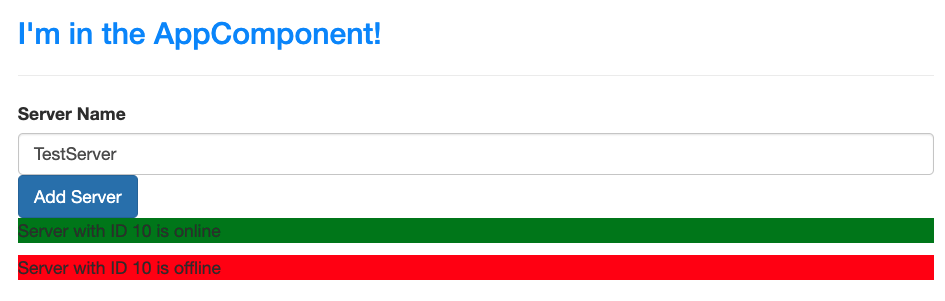 I'm in the AppComponent!
Server Name
TestServer
Add Server
Server with ID 10 is online
Server with ID 10 is offline